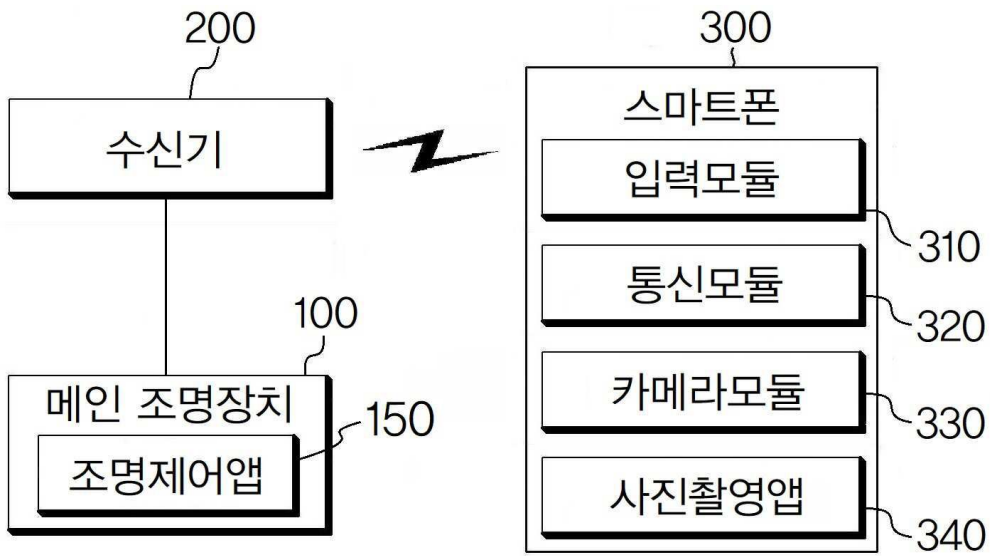 200
수신기
100
메인 조명장치
150
조명제어앱
300
스마트폰
입력모듈
310
통신모듈
320
카메라모듈
330
사진촬영앱
340